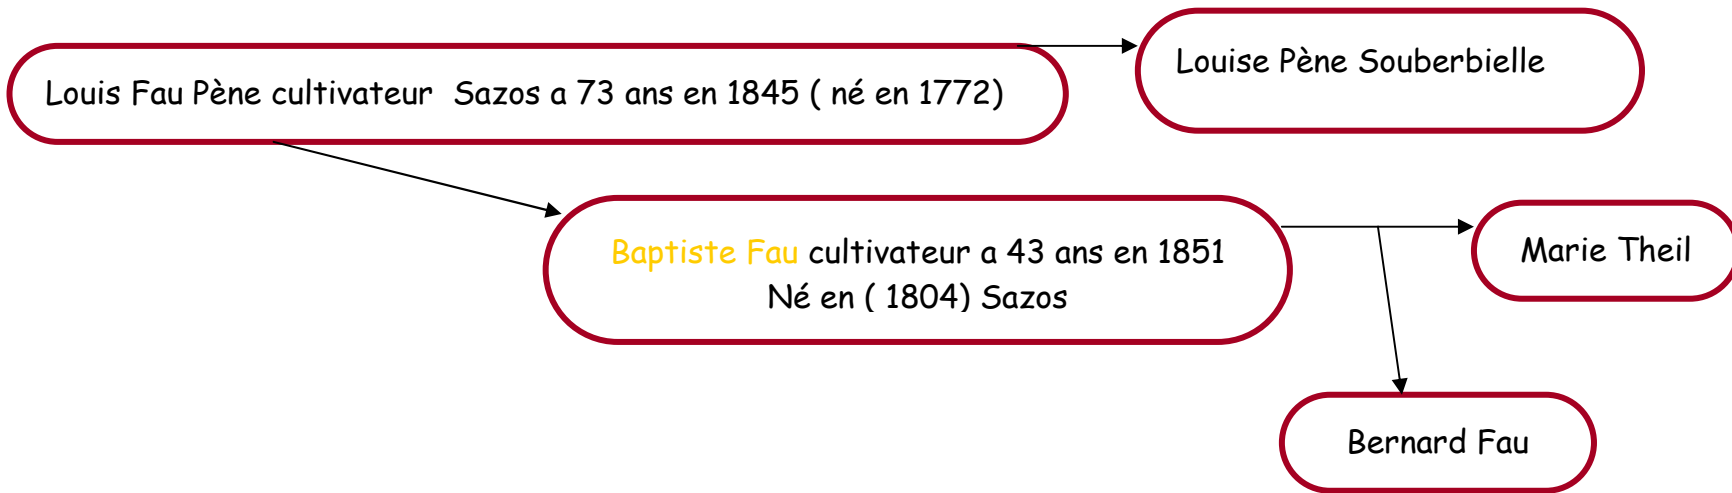 Louise Pène Souberbielle
Louis Fau Pène cultivateur  Sazos a 73 ans en 1845 ( né en 1772)
Baptiste Fau cultivateur a 43 ans en 1851
Né en ( 1804) Sazos
Marie Theil
Bernard Fau